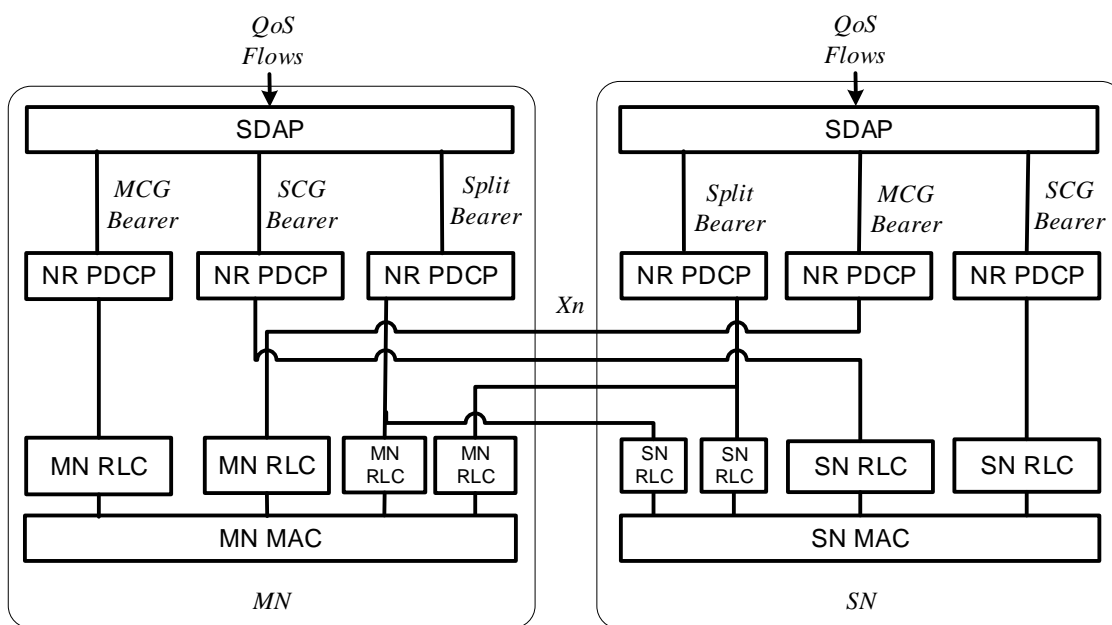 QoS
Flows
QoS
Flows
SDAP
SDAP
MCG
Bearer
SCG
Bearer
Split
Bearer
Split
Bearer
MCG
Bearer
SCG
Bearer
NR PDCP
NR PDCP
NR PDCP
NR PDCP
NR PDCP
NR PDCP
Xn
MN RLC
MN RLC
MN
RLC
MN
RLC
SN
RLC
SN
RLC
SN RLC
SN RLC
MN MAC
SN MAC
MN
SN